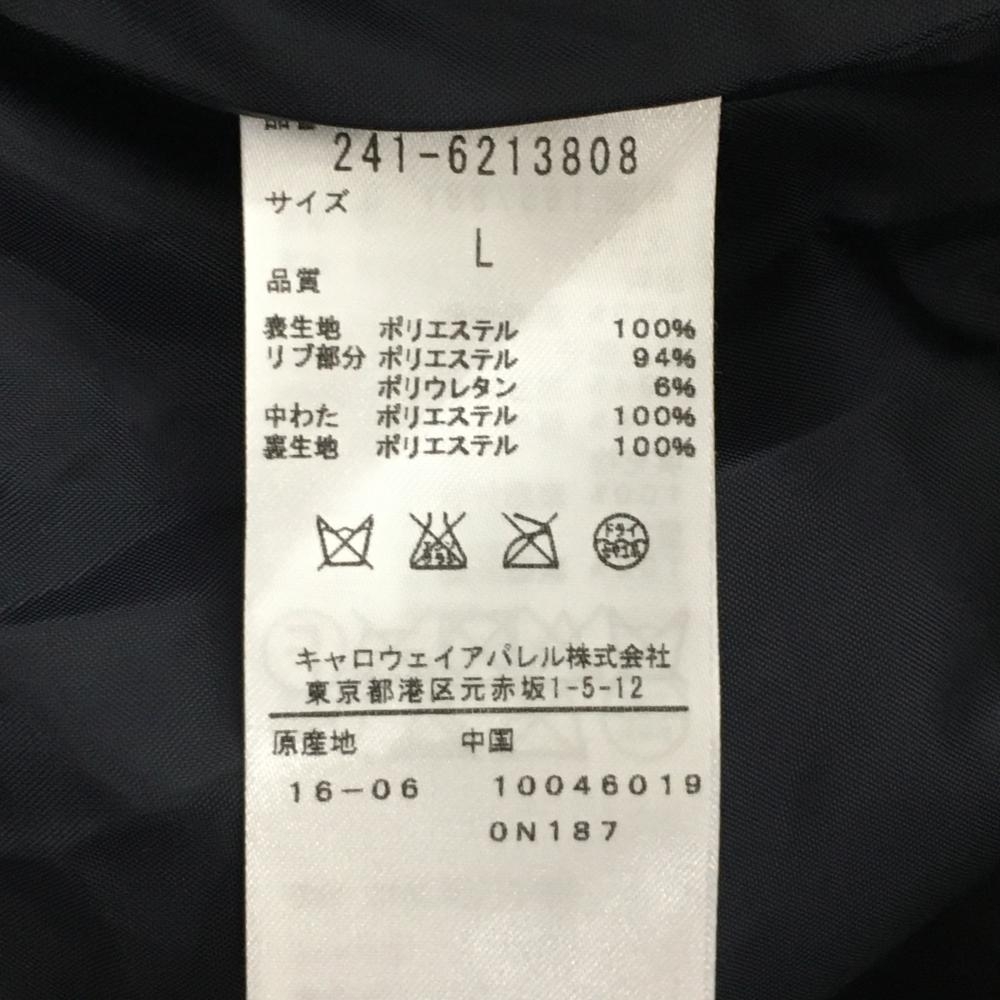 241-6213808
サイズ
L
品質
表生地 ポリエステル 100%
リブ部分 ポリエステル 94%
ポリウレタン 6%
中わた ポリエステル 100%
裏生地 ポリエステル 100%
ドライ
キャロウェイアパレル株式会社
東京都港区元赤坂1-5-12
原産地 中国
16-06 10046019
0N187